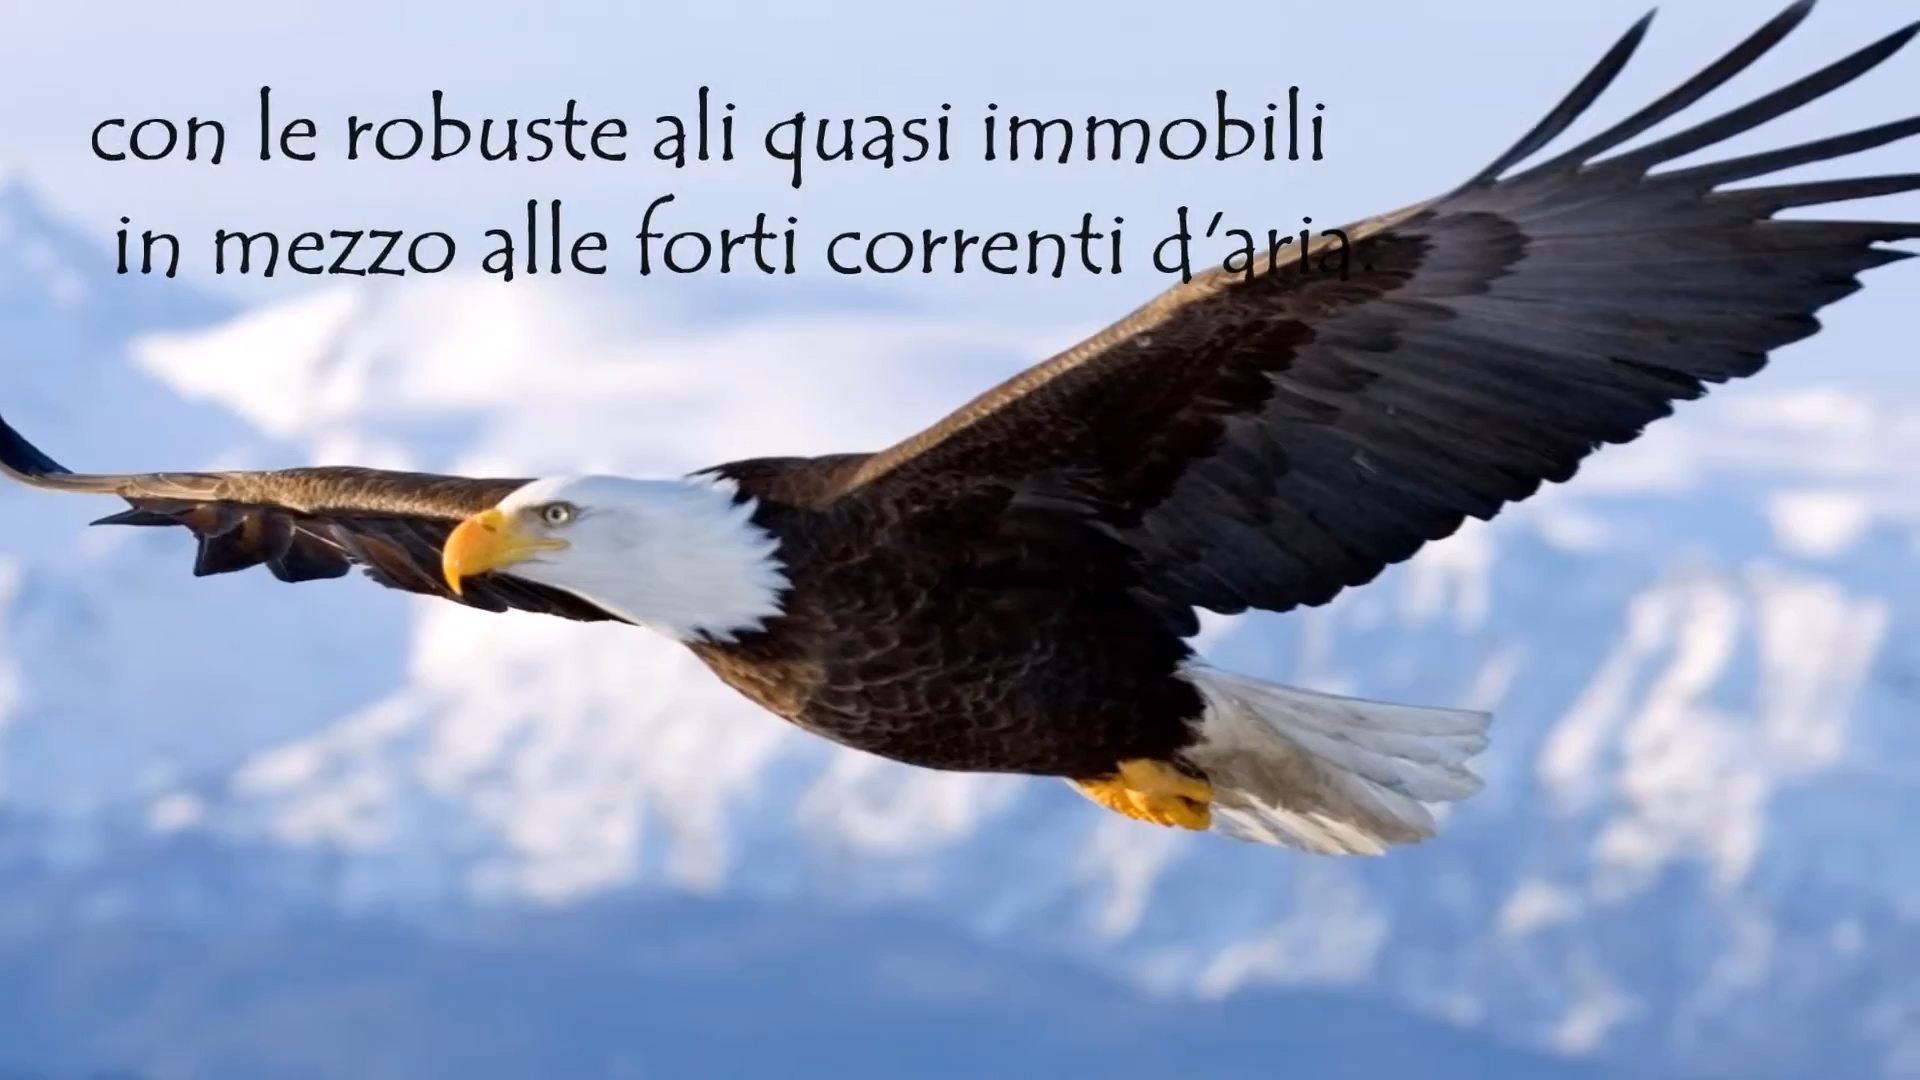 con le robuste ali quasi immobili
in mezzo alle forti correnti d'aria.